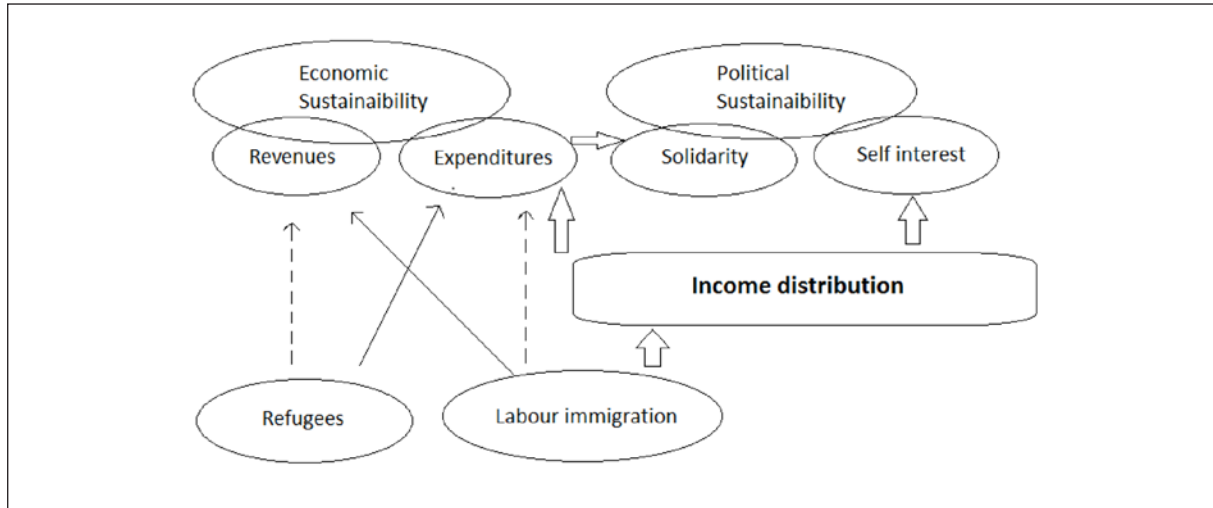 Economic
Sustainaibility
Political
Sustainaibility
Revenues
Expenditures
Solidarity
Self interest
Income distribution
Refugees
Labour immigration